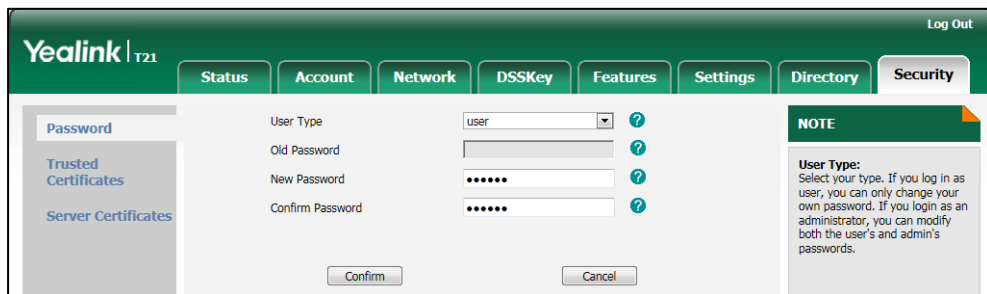 Log Out
Yealink | T21
Status Account Network DSSKey Features Settings Directory Security
Password
Trusted
Certificates
Server Certificates
User Type user ?
Old Password ?
New Password •••••• ?
Confirm Password •••••• ?
Confirm Cancel
NOTE
User Type:
Select your type. If you log in as
user, you can only change your
own password. If you login as an
administrator, you can modify
both the user's and admin's
passwords.